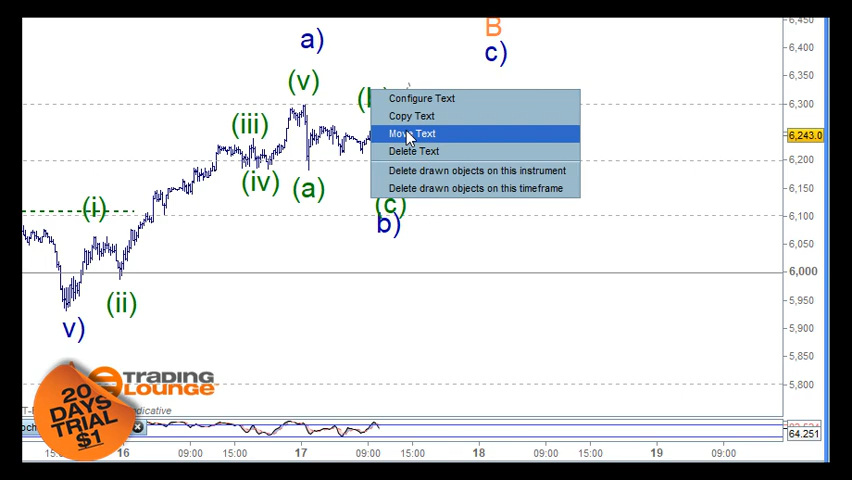 6,450
B
a)
c)
6,400
6,350
(v)
Configure Text
6,300
Copy Text
(iii)
Move Text
6,243.0
Delete Text
6,200
Delete drawn objects on this instrument
(iv)
(a)
Delete drawn objects on this timeframe
6,150
(i)
(c)
6,100
b)
6,050
6,000
(ii)
5,950
v)
5,900
5,850
TRADING
LOUNGE
5,800
20
DAYS
TRIAL
$1
indicative
64.251
16
09:00
15:00
17
09:00
15:00
18
09:00
15:00
19
09:00